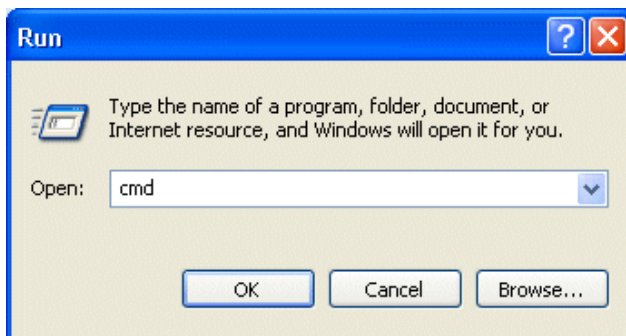 Run
?
Type the name of a program, folder, document, or
Internet resource, and Windows will open it for you.
Open: cmd
OK Cancel Browse...